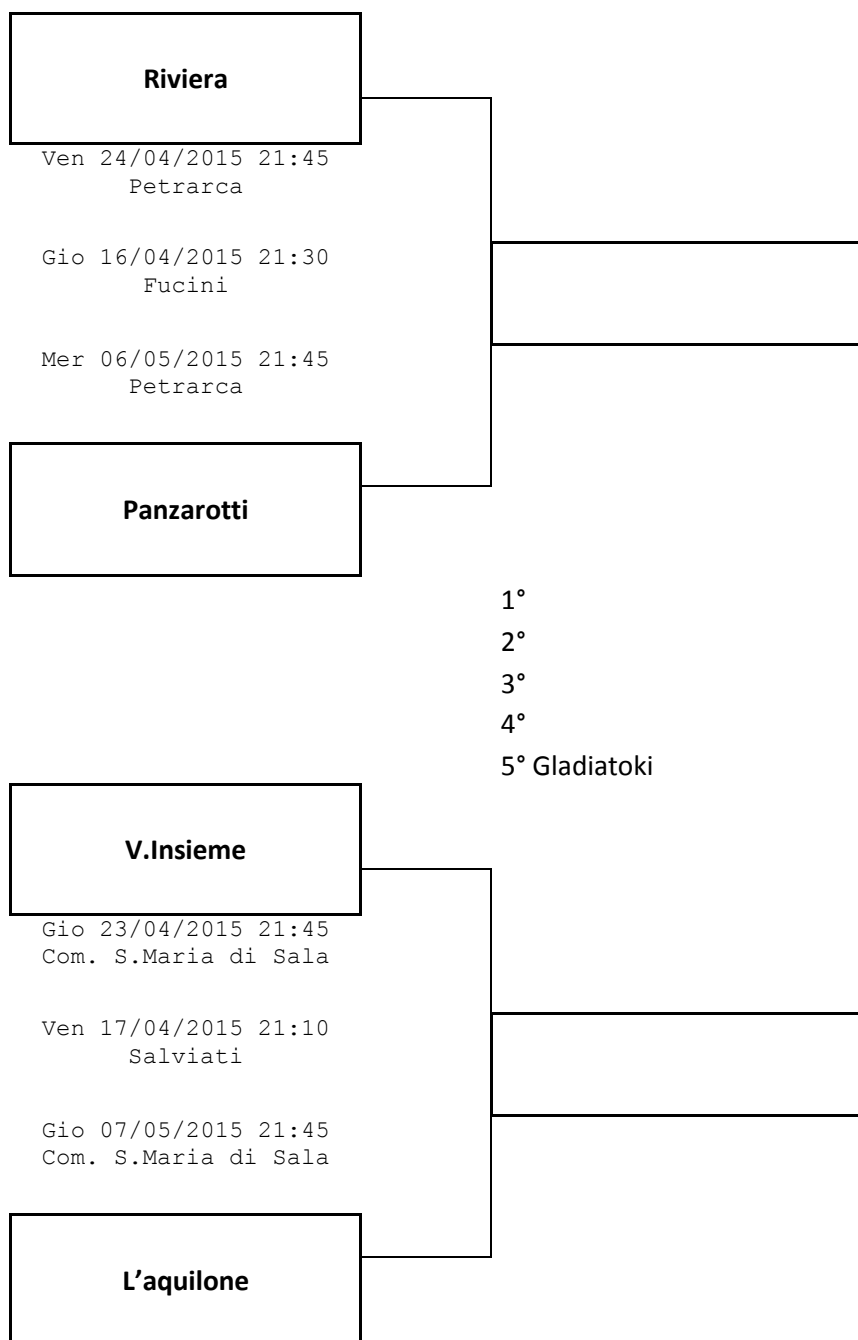 Riviera
Ven 24/04/2015 21:45
Petrarca
Gio 16/04/2015 21:30
Fucini
Mer 06/05/2015 21:45
Petrarca
Panzarotti
1°
2°
3°
4°
5° Gladiatoki
V.Insieme
Gio 23/04/2015 21:45
Com. S.Maria di Sala
Ven 17/04/2015 21:10
Salviati
Gio 07/05/2015 21:45
Com. S.Maria di Sala
L’aquilone